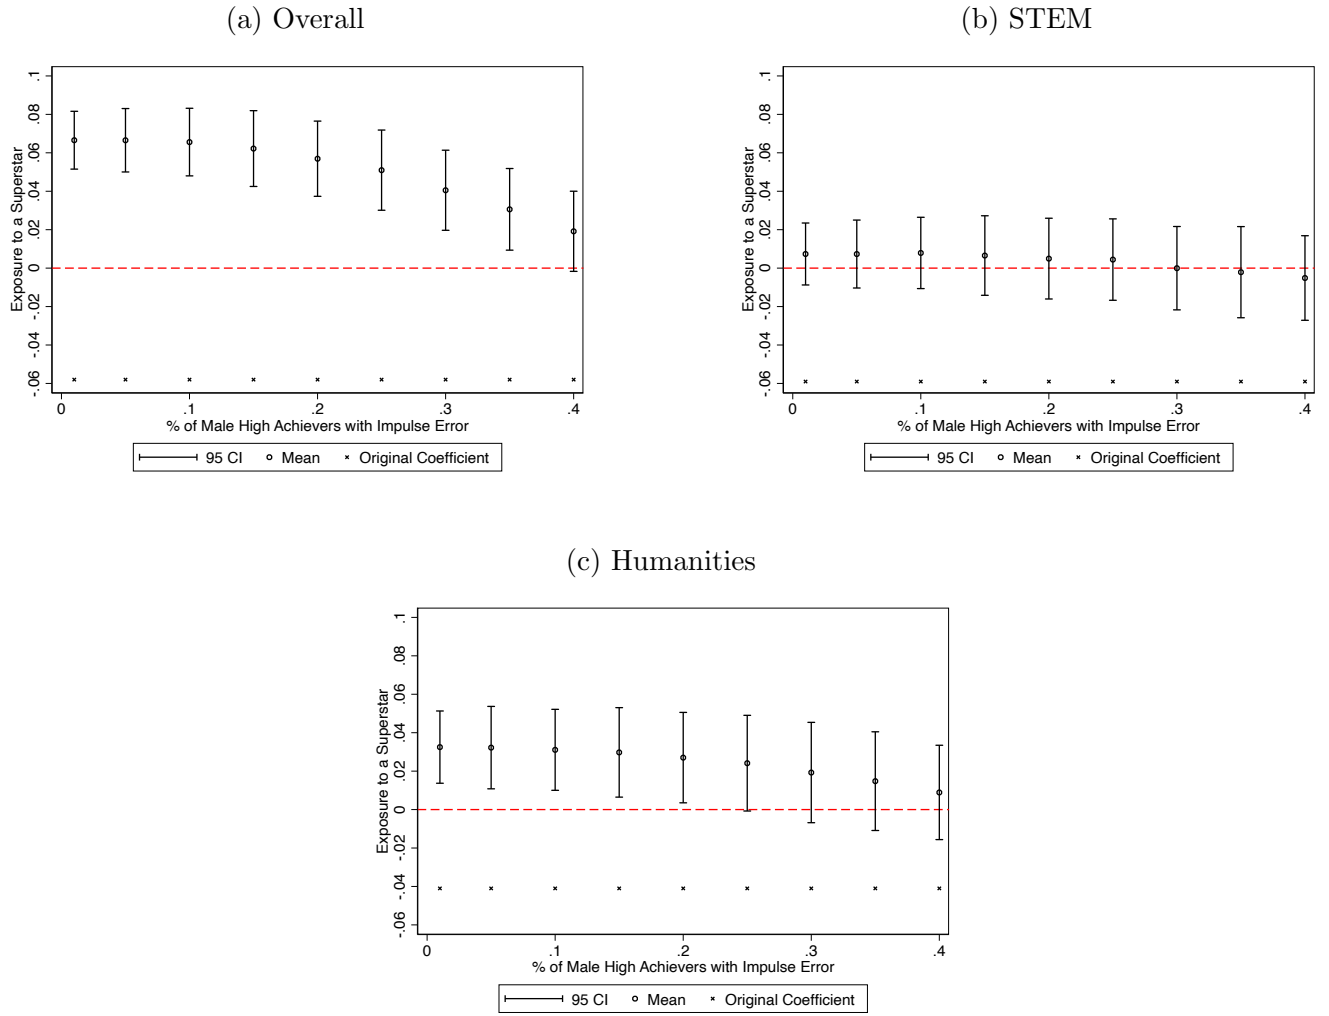 (a) Overall
Exposure to a Superstar
.1
.08
.06
.04
.02
0
-.02
-.04
-.06
0 .1 .2 .3 .4
% of Male High Achievers with Impulse Error
95 CI Mean Original Coefficient
(b) STEM
Exposure to a Superstar
.1
.08
.06
.04
.02
0
-.02
-.04
-.06
0 .1 .2 .3 .4
% of Male High Achievers with Impulse Error
95 CI Mean Original Coefficient
(c) Humanities
Exposure to a Superstar
.1
.08
.06
.04
.02
0
-.02
-.04
-.06
0 .1 .2 .3 .4
% of Male High Achievers with Impulse Error
95 CI Mean Original Coefficient